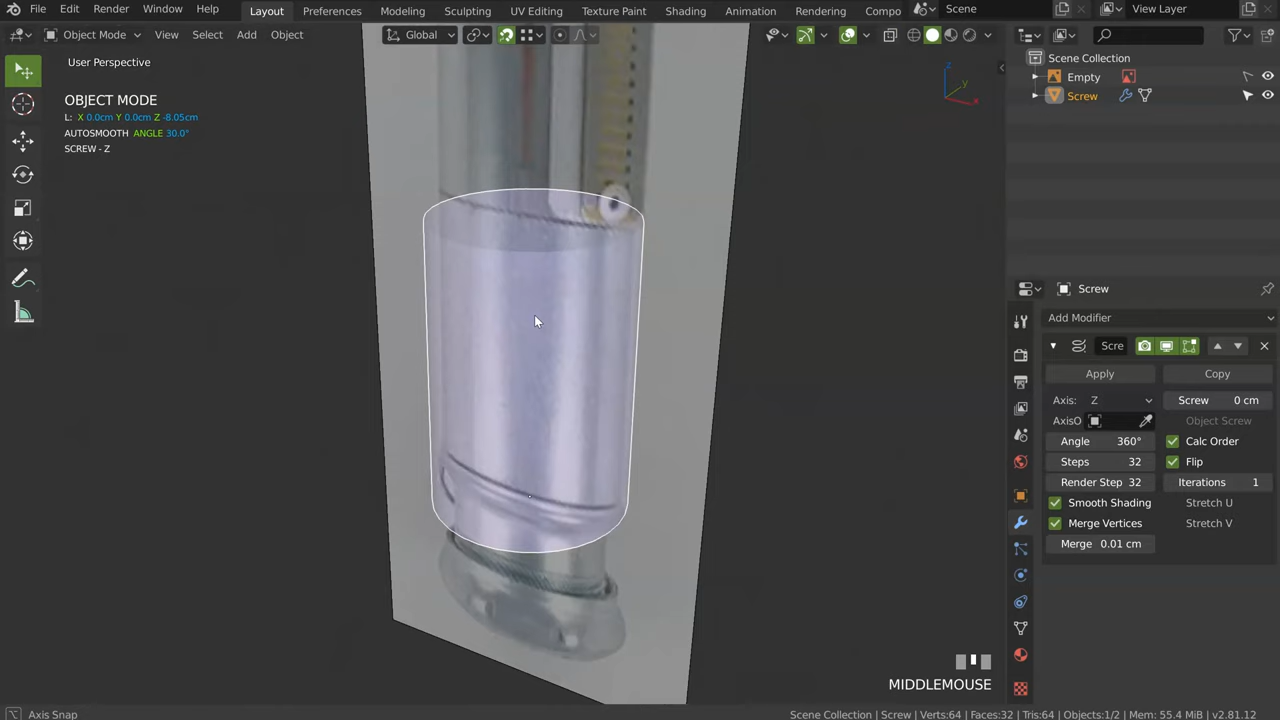 File Edit Render Window Help Layout Preferences Modeling Sculpting UV Editing Texture Paint Shading Animation Scripting Compo Scene View Layer
Object Mode View Select Add Object Global
User Perspective
OBJECT MODE
L: X 0.0cm Y 0.0cm Z -8.05cm
AUTOSMOOTH ANGLE 30.0°
SCREW - Z
z
y
x
Scene Collection
Empty
Screw
Screw
Add Modifier
Scre
Apply Copy
Axis: Z Screw 0 cm
AxisO Object Screw
Angle 360° Calc Order
Steps 32 Flip
Render Step 32 Iterations 1
Smooth Shading Stretch U
Merge Vertices Stretch V
Merge 0.01 cm
MIDDLEMOUSE
Axis Snap Scene Collection | Screw | Verts:64 | Faces:32 | Tris:64 | Objects:1/2 | Mem: 55.4 MiB | v2.81.12